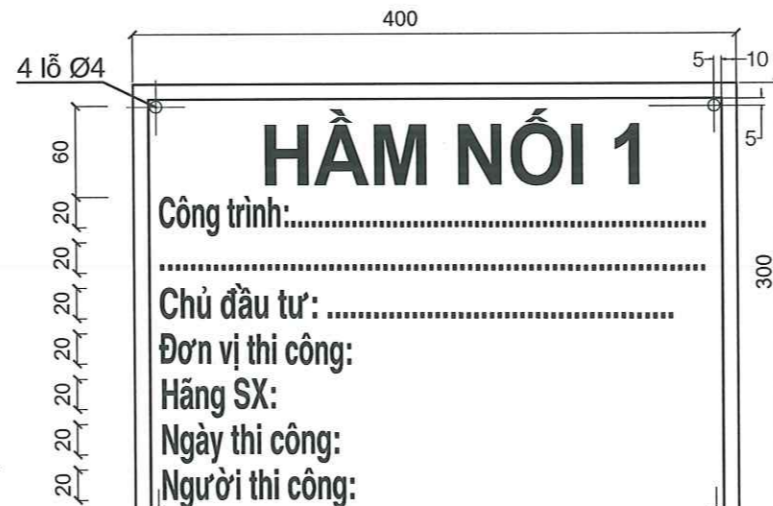 400
4 lỗ Ø4
5 10
5
60
HẦM NỐI 1
20
Công trình:....................................................................
20
....................................................................................
300
20
Chủ đầu tư: .....................................................
20
Đơn vị thi công:
20
Hãng SX:
20
Ngày thi công:
20
Người thi công: